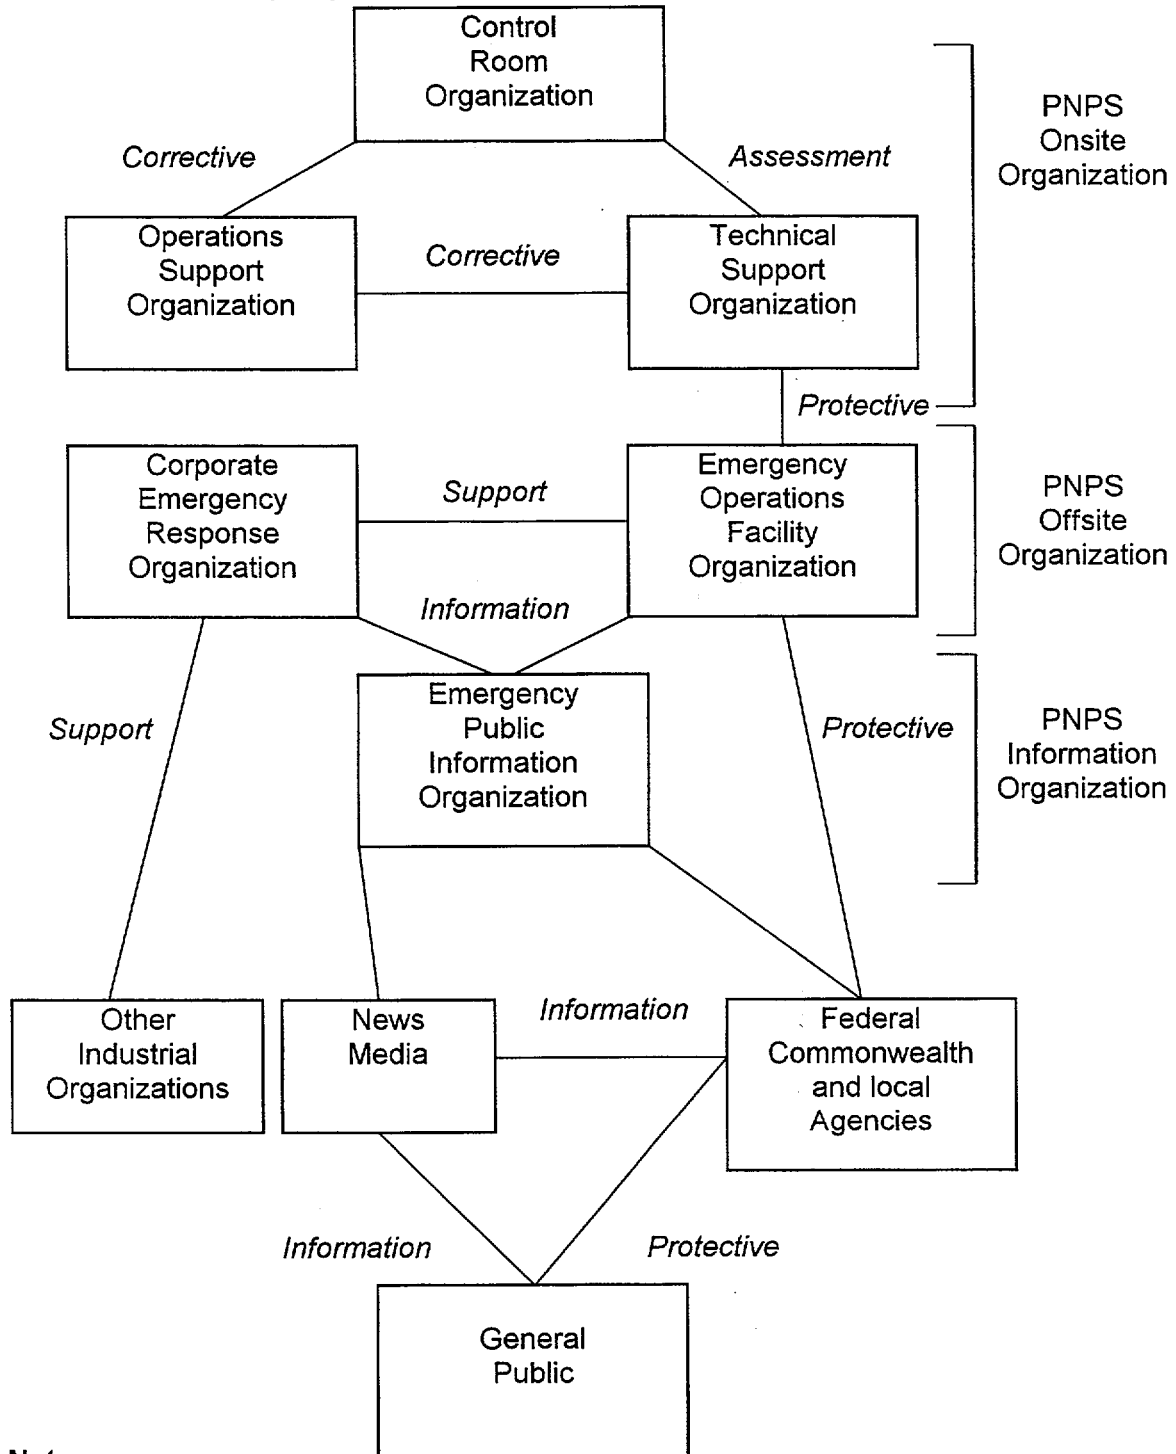 Control
Room
Organization
PNPS
Onsite
Organization
Corrective
Assessment
Operations
Support
Organization
Corrective
Technical
Support
Organization
Protective
Corporate
Emergency
Response
Organization
Support
Emergency
Operations
Facility
Organization
PNPS
Offsite
Organization
Information
Support
Emergency
Public
Information
Organization
Protective
PNPS
Information
Organization
Other
Industrial
Organizations
News
Media
Information
Federal
Commonwealth
and local
Agencies
Information
Protective
General
Public